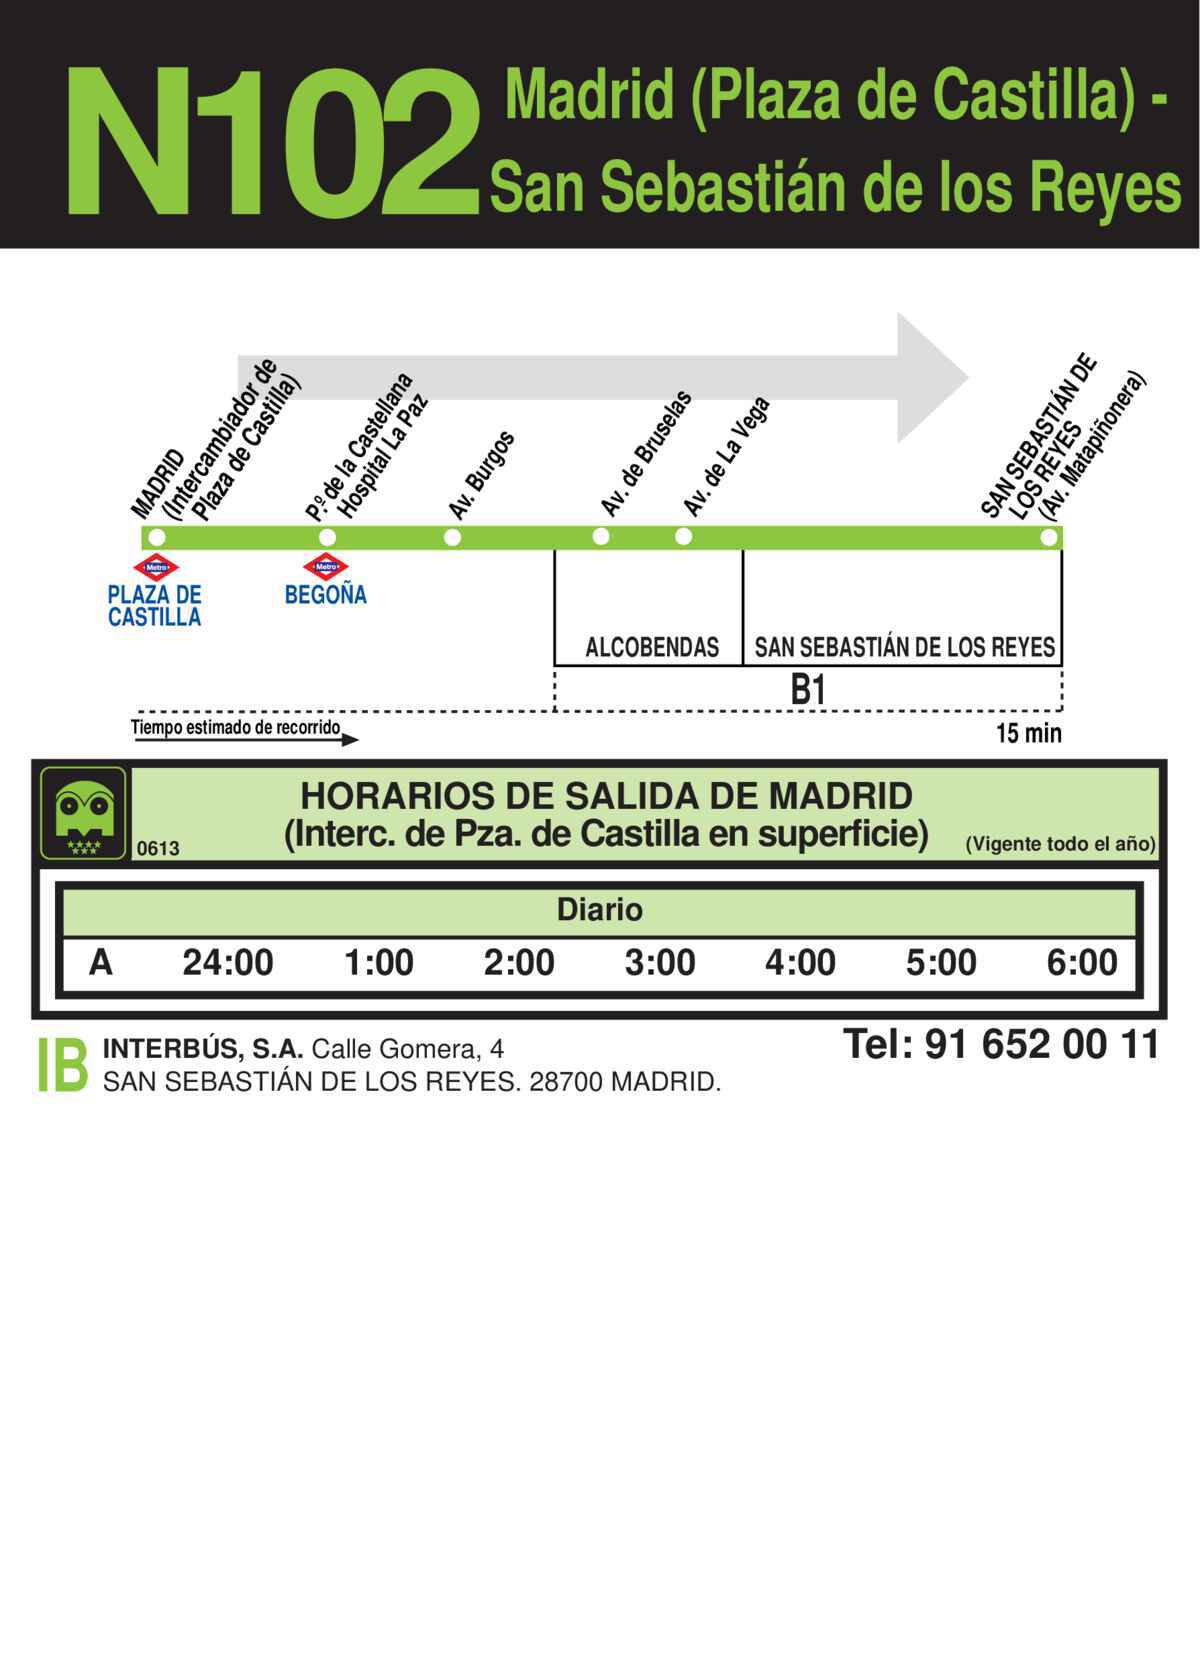 N102
Madrid (Plaza de Castilla) -
San Sebastián de los Reyes
MADRID
(Intercambiador de
Plaza de Castilla)
P.º de la Castellana
Hospital La Paz
Av. Burgos
Av. de Bruselas
Av. de La Vega
SAN SEBASTIÁN DE
LOS REYES
(Av. Matapiñonera)
Metro
PLAZA DE
CASTILLA
Metro
BEGOÑA
ALCOBENDAS
SAN SEBASTIÁN DE LOS REYES
B1
Tiempo estimado de recorrido
15 min
HORARIOS DE SALIDA DE MADRID
(Interc. de Pza. de Castilla en superficie)
(Vigente todo el año)
0613
Diario
A 24:00 1:00 2:00 3:00 4:00 5:00 6:00
IB
INTERBÚS, S.A. Calle Gomera, 4
SAN SEBASTIÁN DE LOS REYES. 28700 MADRID.
Tel: 91 652 00 11